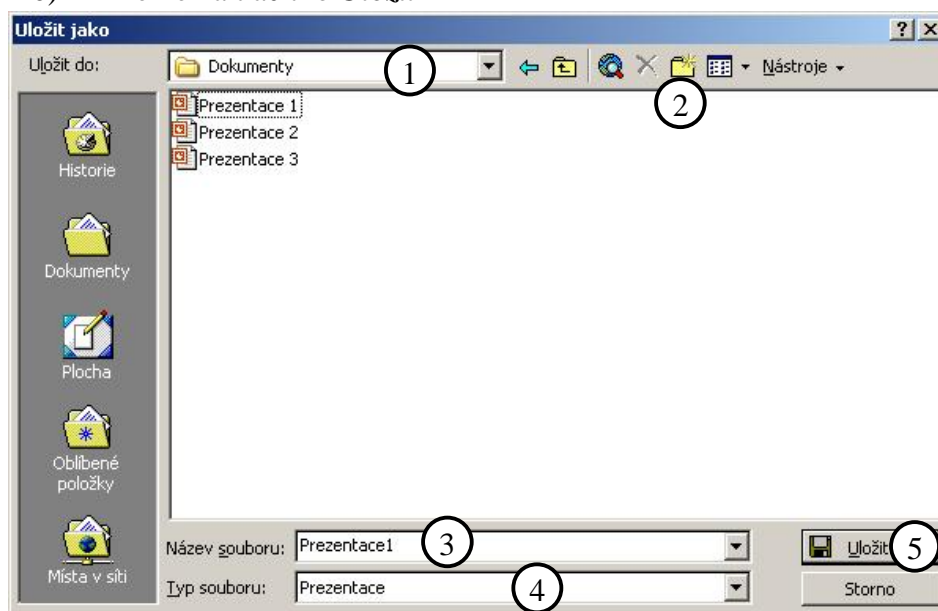 Uložit jako
Uložit do:
Dokumenty
1
Nástroje
2
Prezentace 1
Prezentace 2
Prezentace 3
Historie
Dokumenty
Plocha
Oblíbené
položky
Místa v síti
Název souboru:
Prezentace1
3
Uložit
5
Typ souboru:
Prezentace
4
Storno